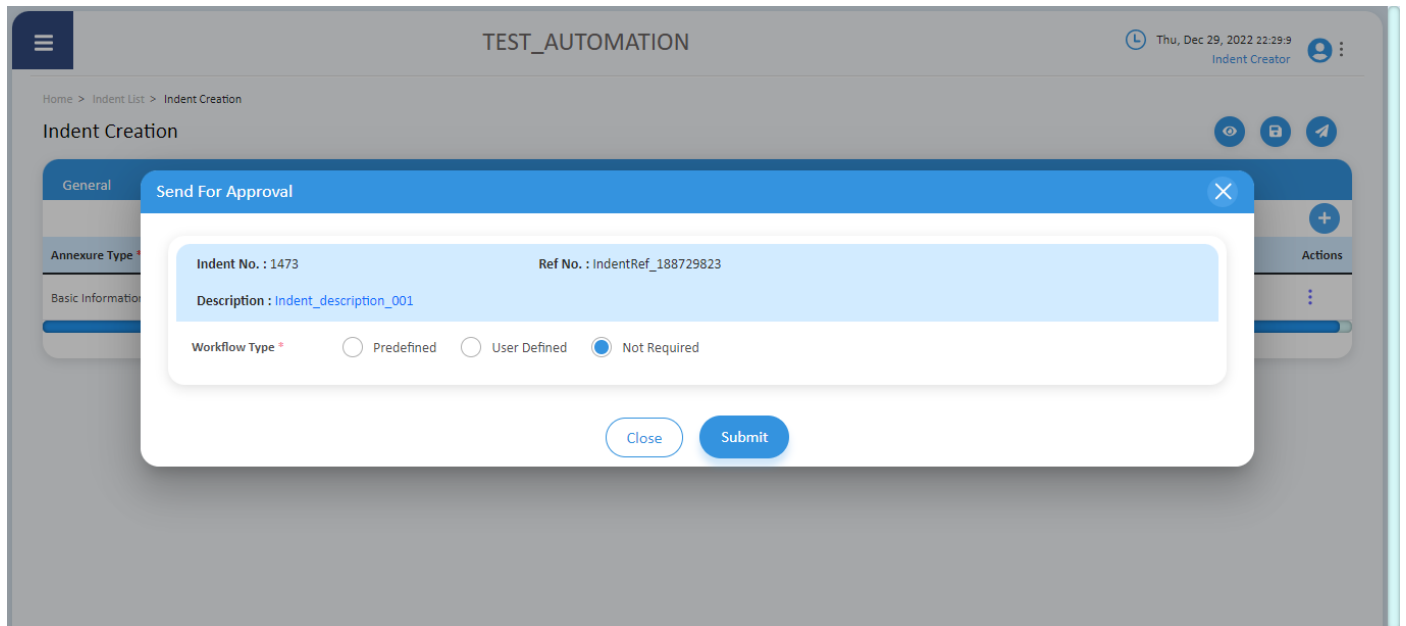 TEST_AUTOMATION
Thu, Dec 29, 2022 22:29:9
Indent Creator
Home > Indent List > Indent Creation
Indent Creation
General
Send For Approval
Annexure Type *
Actions
Indent No. : 1473 Ref No. : IndentRef_188729823
Basic Information
Description : Indent_description_001
Workflow Type * Predefined User Defined Not Required
Close Submit